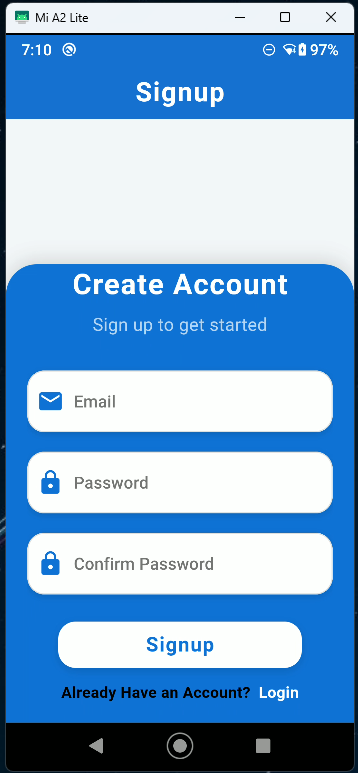 Mi A2 Lite
7:10 97%
Signup
Create Account
Sign up to get started
Email
Password
Confirm Password
Signup
Already Have an Account? Login